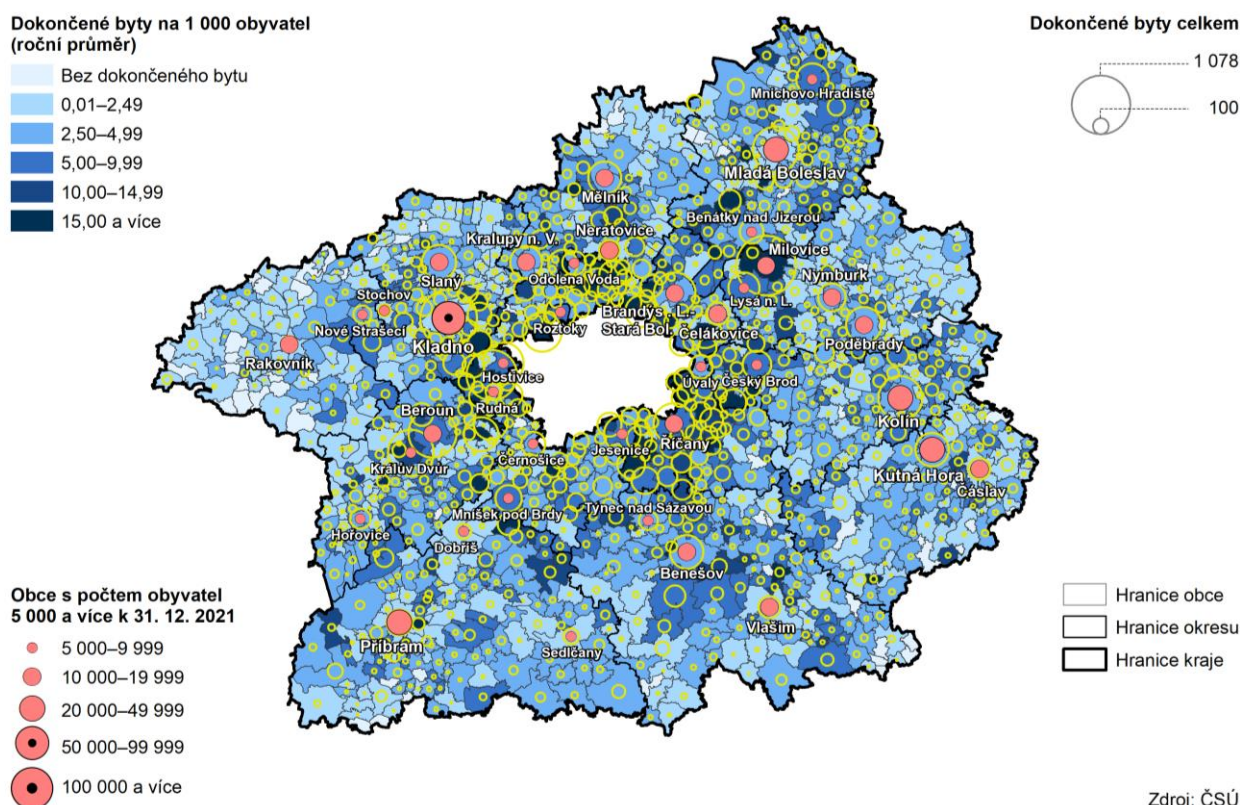 Dokončené byty na 1 000 obyvatel
(roční průměr)
Bez dokončeného bytu
0,01–2,49
2,50–4,99
5,00–9,99
10,00–14,99
15,00 a více
Dokončené byty celkem
1 078
100
Mnichovo Hradiště
Mladá Boleslav
Mělník
Benátky nad Jizerou
Kralupy n. V.
Neratovice
Milovice
Slaný
Odolena Voda
Nymburk
Stochov
Lysá n. L.
Nové Strašecí
Roztoky
Brandýs . L.-
Stará Bol.
Čelákovice
Poděbrady
Kladno
Rakovník
Hostivice
Úvaly
Český Brod
Rudná
Beroun
Kolín
Říčany
Jesenice
Černošice
Králův Dvůr
Kutná Hora
Čáslav
Mníšek pod Brdy
Týnec nad Sázavou
Hořovice
Dobříš
Benešov
Vlašim
Příbram
Sedlčany
Obce s počtem obyvatel
5 000 a více k 31. 12. 2021
5 000–9 999
10 000–19 999
20 000–49 999
50 000–99 999
100 000 a více
Hranice obce
Hranice okresu
Hranice kraje
Zdroj: ČSÚ